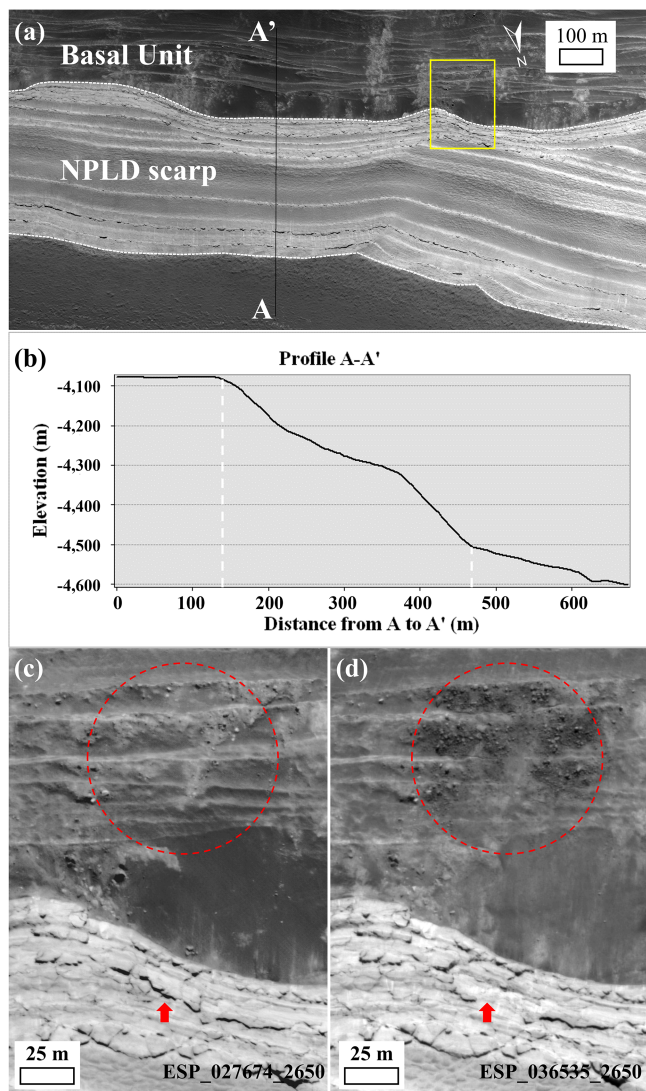 (a)
A'
Basal Unit
N
100 m
NPLD scarp
A
(b)
Profile A-A'
-4,100
-4,200
-4,300
-4,400
-4,500
-4,600
Elevation (m)
0 100 200 300 400 500 600
Distance from A to A' (m)
(c)
(d)
25 m
ESP_027674_2650
25 m
ESP_036535_2650